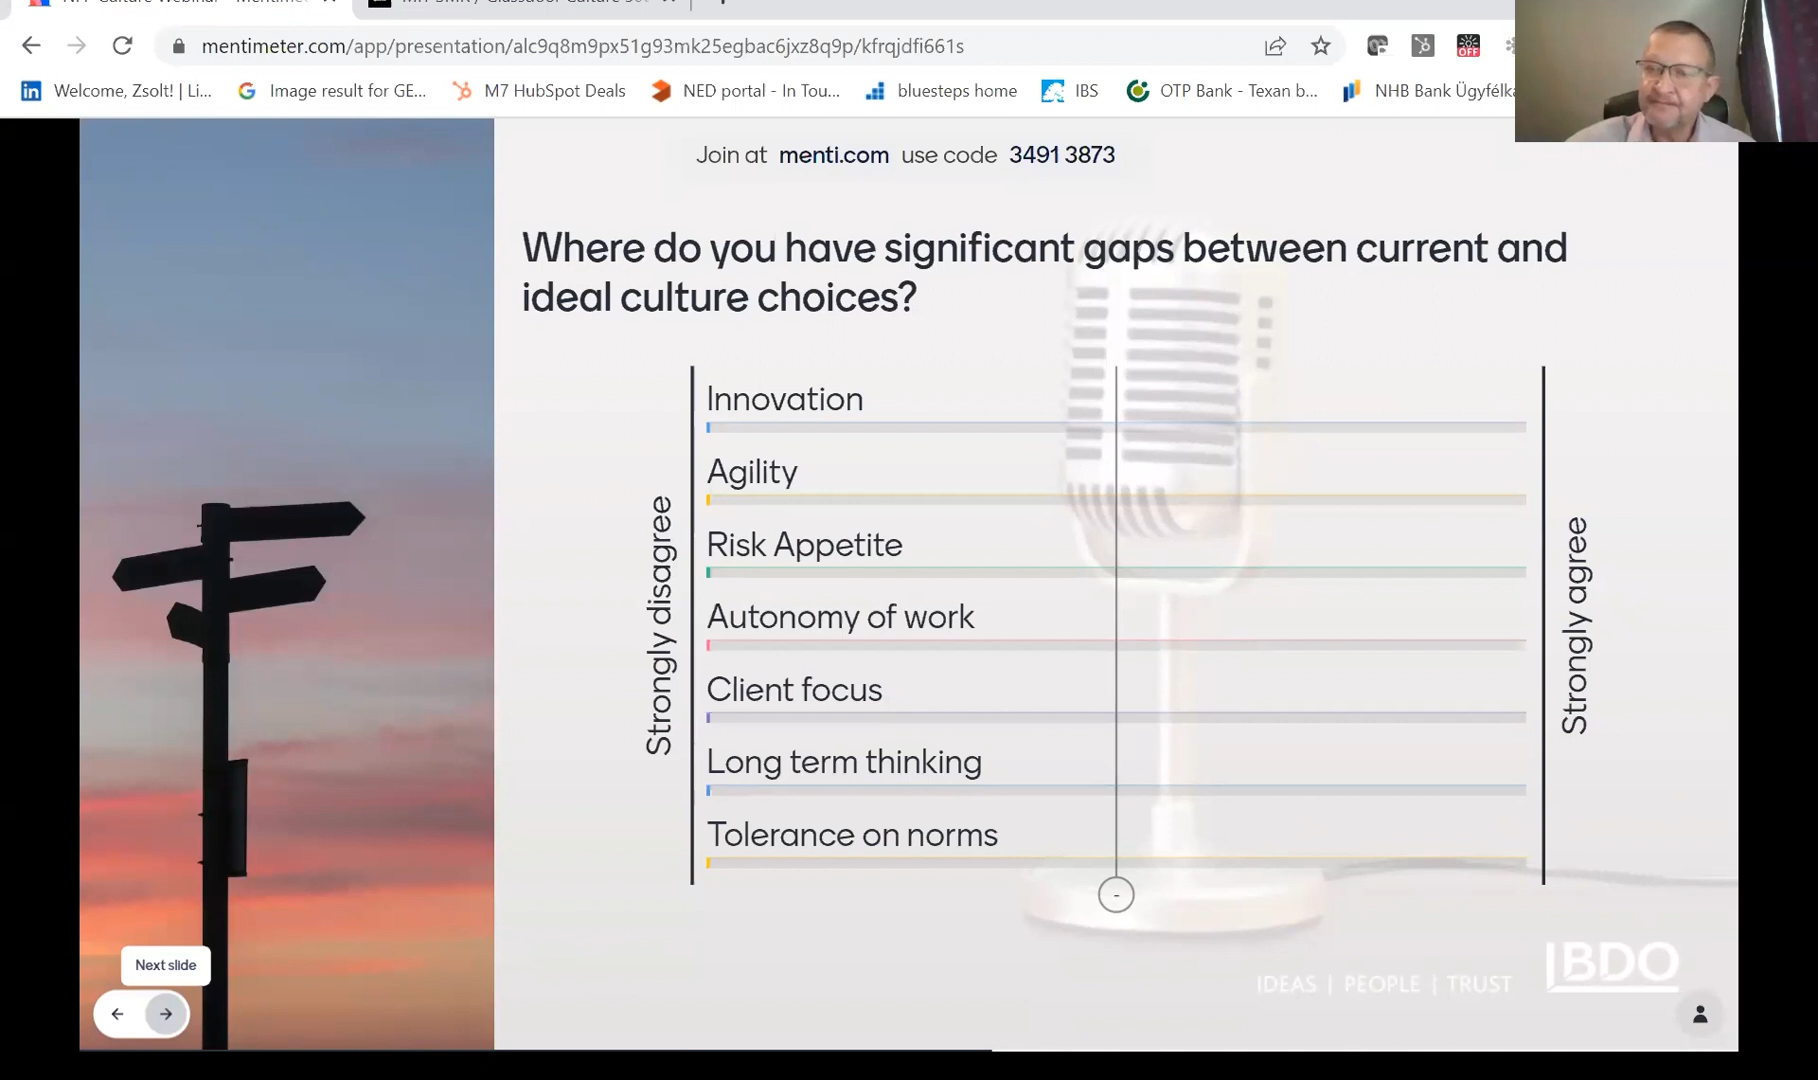 mentimeter.com/app/presentation/alc9q8m9px51g93mk25egbac6jxz8q9p/kfrqjdfi661s
OFF
Welcome, Zsolt! | Li... Image result for GE... M7 HubSpot Deals NED portal - In Tou... bluesteps home IBS OTP Bank - Texan b... NHB Bank Ügyfélka
Join at menti.com use code 3491 3873
Where do you have significant gaps between current and
ideal culture choices?
Strongly disagree
Innovation
Agility
Risk Appetite
Autonomy of work
Client focus
Long term thinking
Tolerance on norms
Strongly agree
-
Next slide
IDEAS | PEOPLE | TRUST
BDO